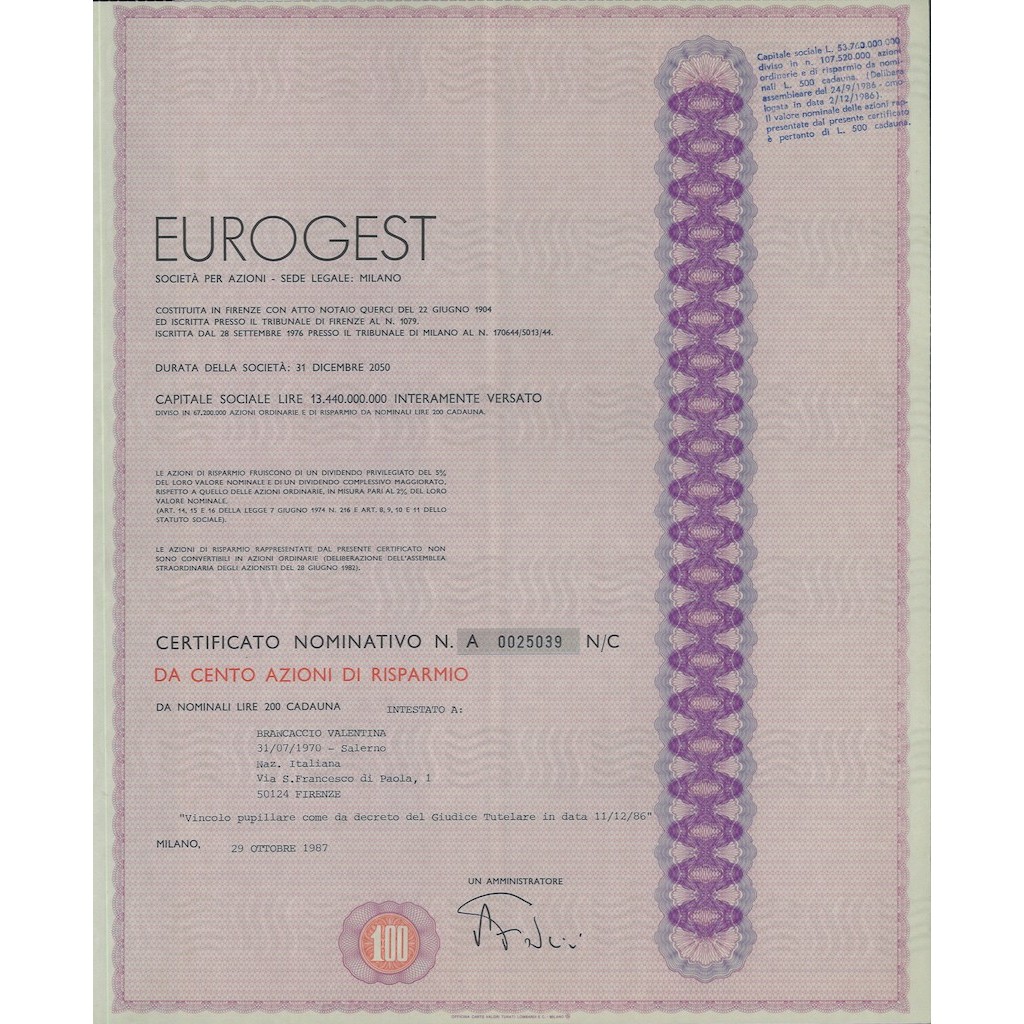 Capitale sociale L. 53.760.000.000
diviso in n. 107.520.000 azioni
ordinarie e di risparmio da nomi-
nali L. 500 cadauna. (Delibera
assembleare del 24/9/1986 - omo-
logata in data 2/12/1986).
Il valore nominale delle azioni rap-
presentate dal presente certificato
è pertanto di L. 500 cadauna.
EUROGEST
SOCIETÀ PER AZIONI - SEDE LEGALE: MILANO
COSTITUITA IN FIRENZE CON ATTO NOTAIO QUERCI DEL 22 GIUGNO 1904
ED ISCRITTA PRESSO IL TRIBUNALE DI FIRENZE AL N. 1079.
ISCRITTA DAL 28 SETTEMBRE 1976 PRESSO IL TRIBUNALE DI MILANO AL N. 170644/5013/44.
DURATA DELLA SOCIETÀ: 31 DICEMBRE 2050
CAPITALE SOCIALE LIRE 13.440.000.000 INTERAMENTE VERSATO
DIVISO IN 67.200.000 AZIONI ORDINARIE E DI RISPARMIO DA NOMINALI LIRE 200 CADAUNA.
LE AZIONI DI RISPARMIO FRUISCONO DI UN DIVIDENDO PRIVILEGIATO DEL 5%
DEL LORO VALORE NOMINALE E DI UN DIVIDENDO COMPLESSIVO MAGGIORATO,
RISPETTO A QUELLO DELLE AZIONI ORDINARIE, IN MISURA PARI AL 2% DEL LORO
VALORE NOMINALE.
(ART. 14, 15 E 16 DELLA LEGGE 7 GIUGNO 1974 N. 216 E ART. 8, 9, 10 E 11 DELLO
STATUTO SOCIALE).
LE AZIONI DI RISPARMIO RAPPRESENTATE DAL PRESENTE CERTIFICATO NON
SONO CONVERTIBILI IN AZIONI ORDINARIE (DELIBERAZIONE DELL'ASSEMBLEA
STRAORDINARIA DEGLI AZIONISTI DEL 28 GIUGNO 1982).
CERTIFICATO NOMINATIVO N. A 0025039 N/C
DA CENTO AZIONI DI RISPARMIO
DA NOMINALI LIRE 200 CADAUNA INTESTATO A:
BRANCACCIO VALENTINA
31/07/1970 - Salerno
Naz. Italiana
Via S.Francesco di Paola, 1
50124 FIRENZE
"Vincolo pupillare come da decreto del Giudice Tutelare in data 11/12/86"
MILANO, 29 OTTOBRE 1987
UN AMMINISTRATORE
100
OFFICINA CARTE VALORI TURATI LOMBARDI E C. - MILANO